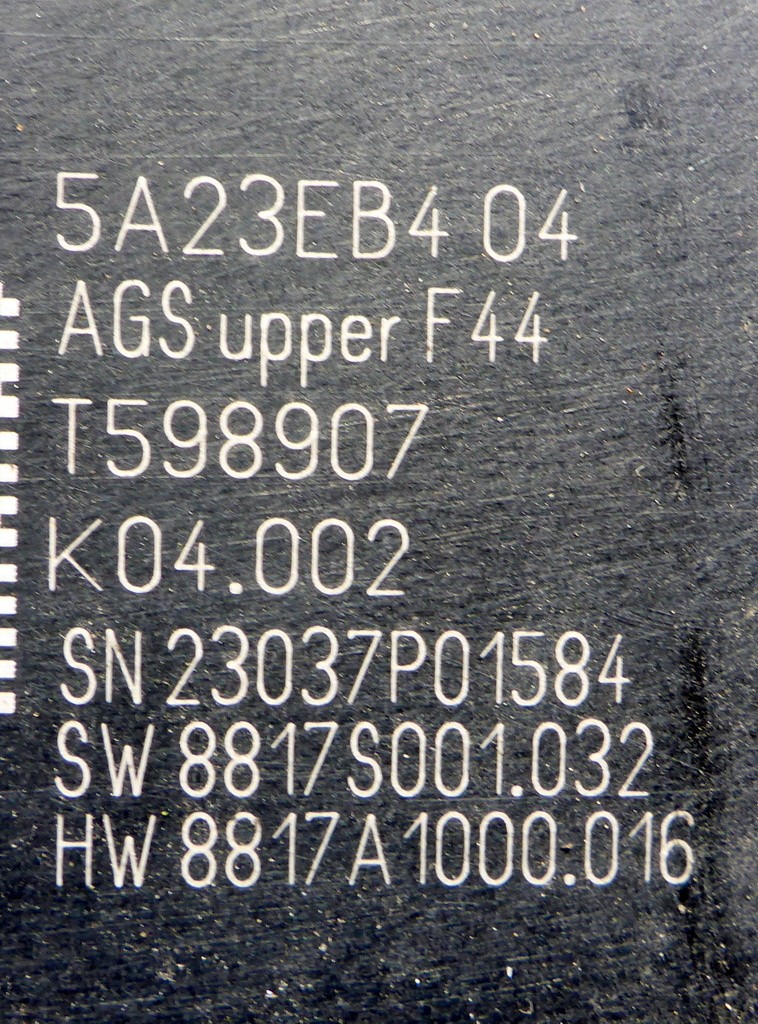 5A23EB4 04
AGS upper F44
T598907
K04.002
SN 23037P01584
SW 8817S001.032
HW 8817A1000.016